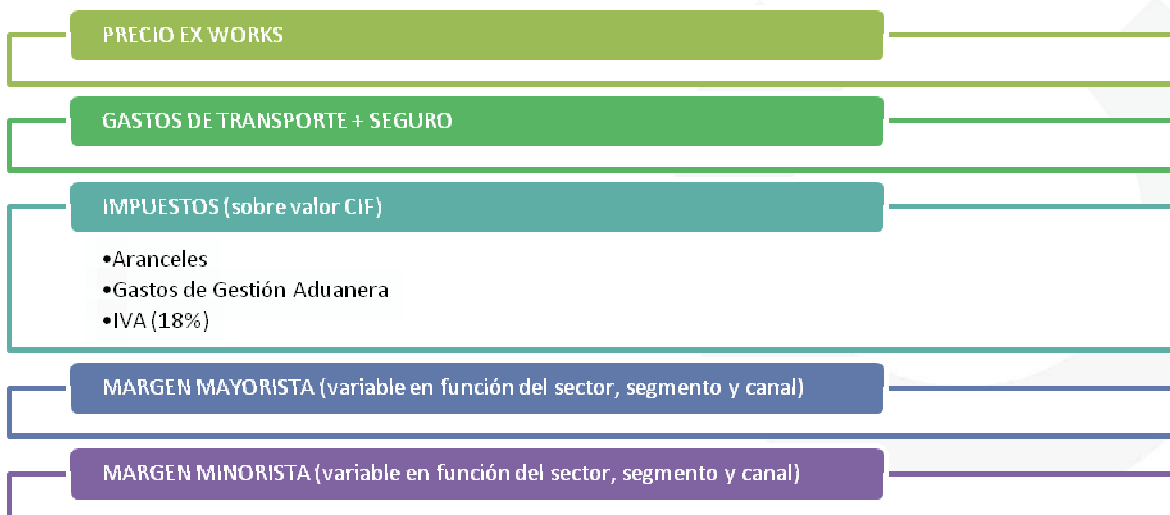 PRECIO EX WORKS
GASTOS DE TRANSPORTE + SEGURO
IMPUESTOS (sobre valor CIF)
•Aranceles
•Gastos de Gestión Aduanera
•IVA (18%)
MARGEN MAYORISTA (variable en función del sector, segmento y canal)
MARGEN MINORISTA (variable en función del sector, segmento y canal)